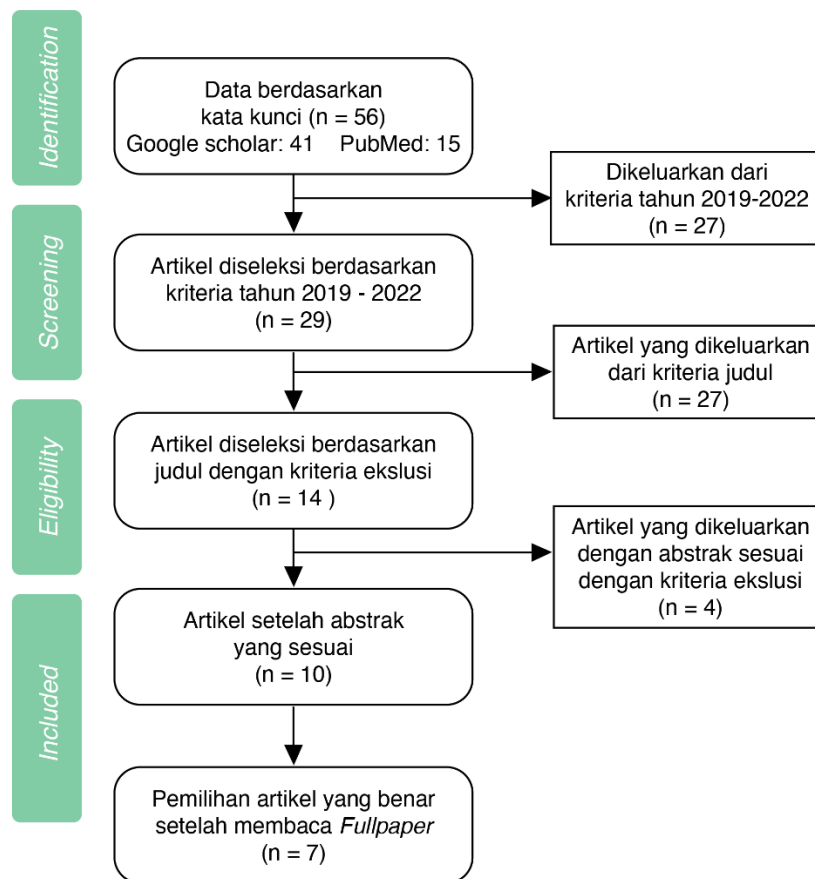 Identification
Data berdasarkan
kata kunci (n = 56)
Google scholar: 41 PubMed: 15
Dikeluarkan dari
kriteria tahun 2019-2022
(n = 27)
Screening
Artikel diseleksi berdasarkan
kriteria tahun 2019 - 2022
(n = 29)
Artikel yang dikeluarkan
dari kriteria judul
(n = 27)
Eligibility
Artikel diseleksi berdasarkan
judul dengan kriteria ekslusi
(n = 14 )
Artikel yang dikeluarkan
dengan abstrak sesuai
dengan kriteria ekslusi
(n = 4)
Included
Artikel setelah abstrak
yang sesuai
(n = 10)
Pemilihan artikel yang benar
setelah membaca Fullpaper
(n = 7)